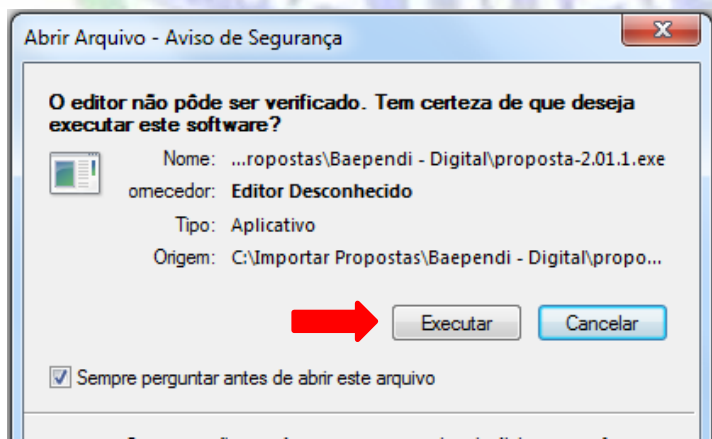 Abrir Arquivo - Aviso de Segurança
O editor não pôde ser verificado. Tem certeza de que deseja
executar este software?
Nome: ...ropostas\Baependi - Digital\proposta-2.01.1.exe
omecedor: Editor Desconhecido
Tipo: Aplicativo
Origem: C:\Importar Propostas\Baependi - Digital\propo...
Executar Cancelar
Sempre perguntar antes de abrir este arquivo